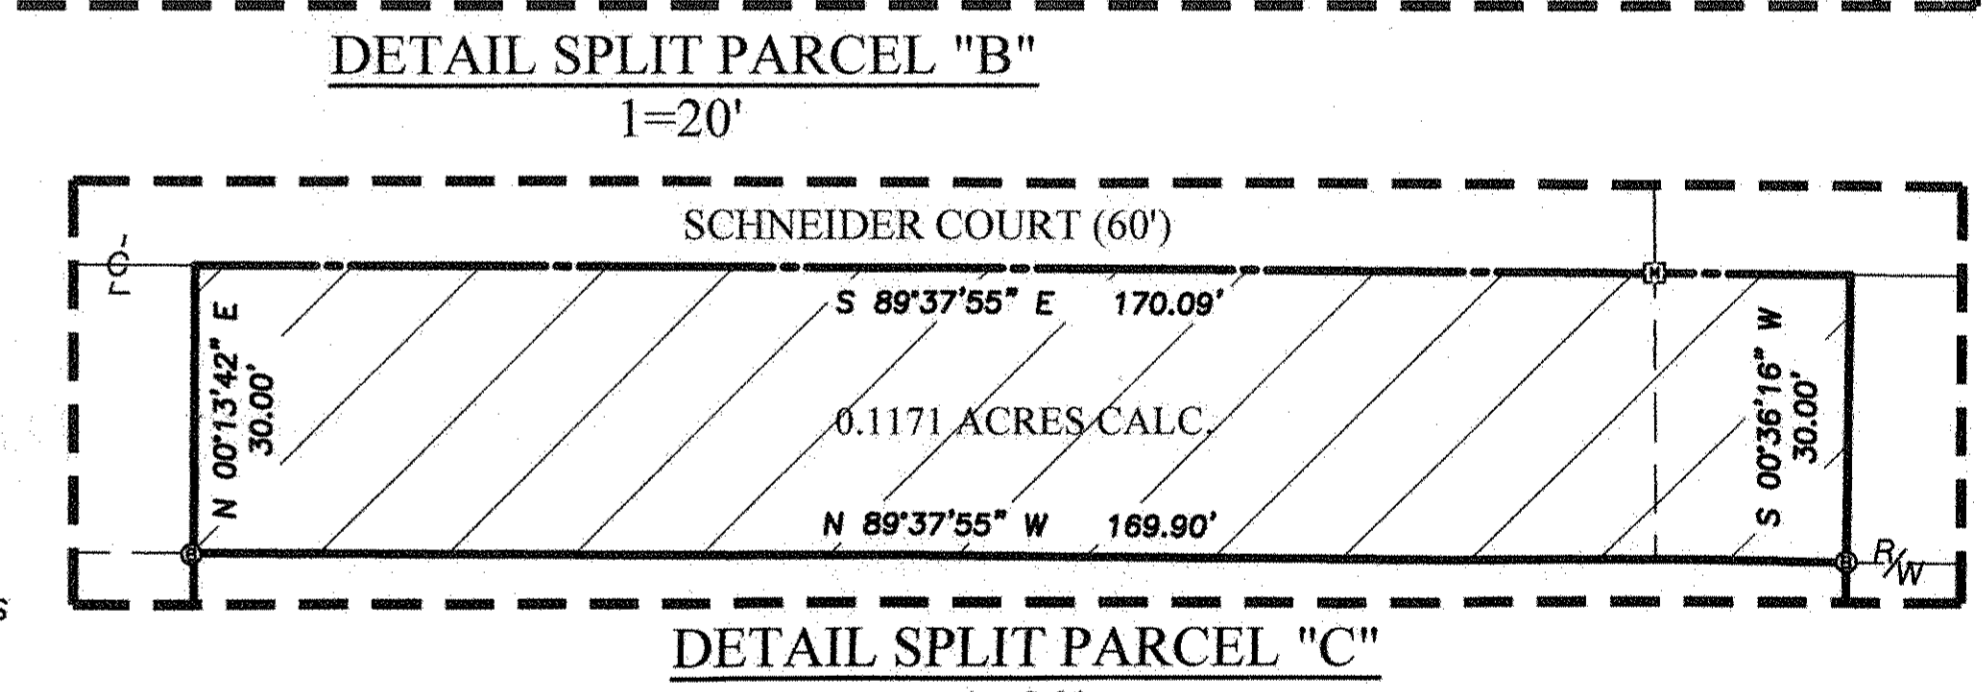 DETAIL SPLIT PARCEL "B"
1=20'
SCHNEIDER COURT (60')
CL
S 89°37'55" E 170.09'
N 00°13'42" E
30.00'
0.1171 ACRES CALC.
S 00°36'16" W
30.00'
N 89°37'55" W 169.90'
R/W
S
DETAIL SPLIT PARCEL "C"